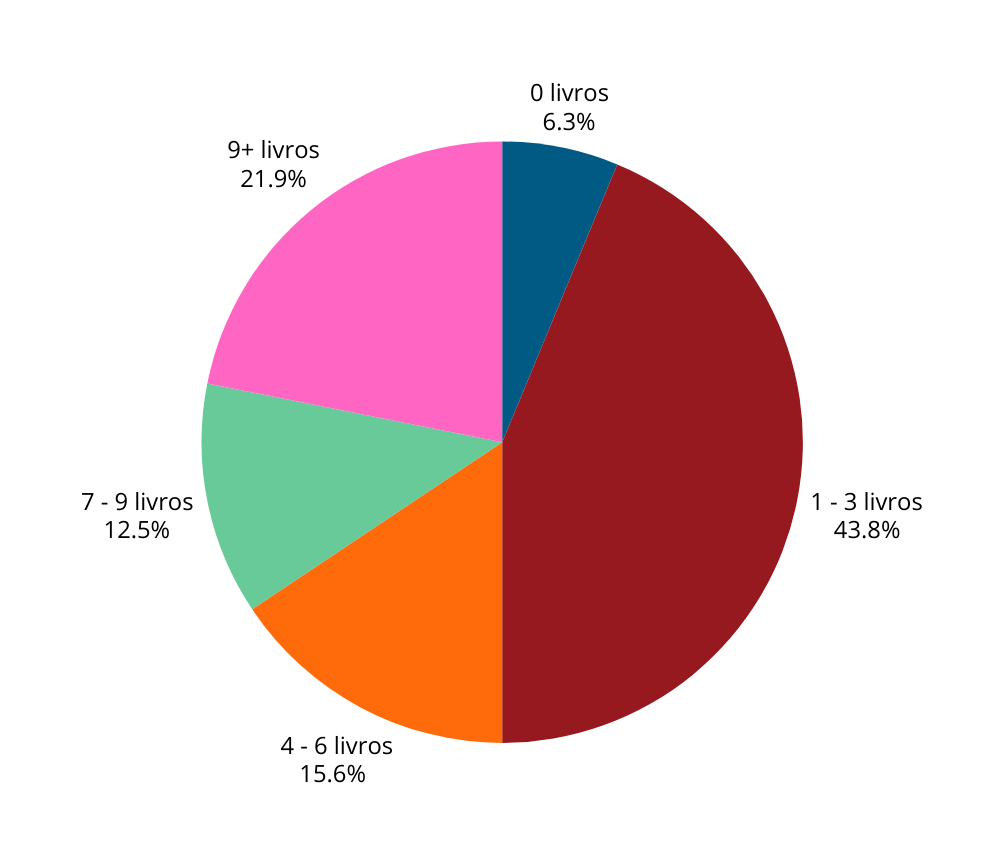 0 livros
6.3%
9+ livros
21.9%
7 - 9 livros
12.5%
1 - 3 livros
43.8%
4 - 6 livros
15.6%